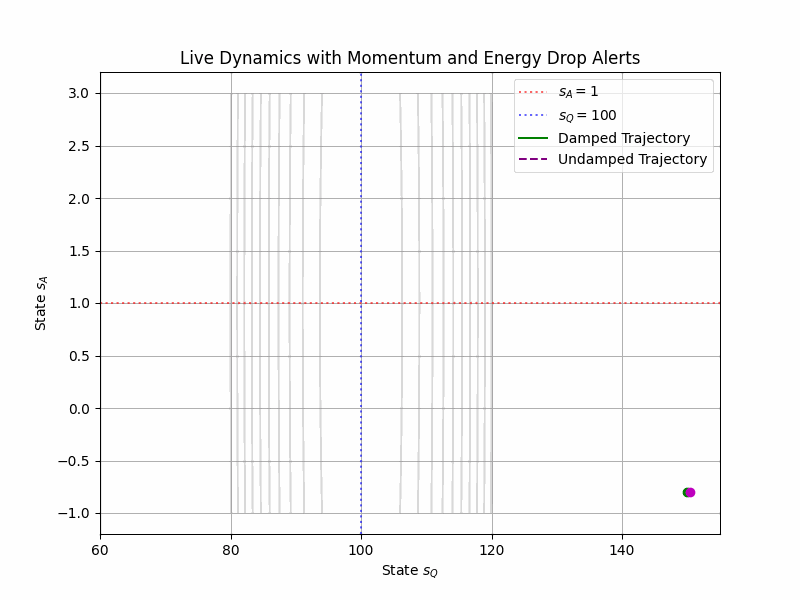 Live Dynamics with Momentum and Energy Drop Alerts
3.0
2.5
2.0
1.5
1.0
0.5
0.0
−0.5
−1.0
State s_A
s_A = 1
s_Q = 100
Damped Trajectory
Undamped Trajectory
60 80 100 120 140
State s_Q